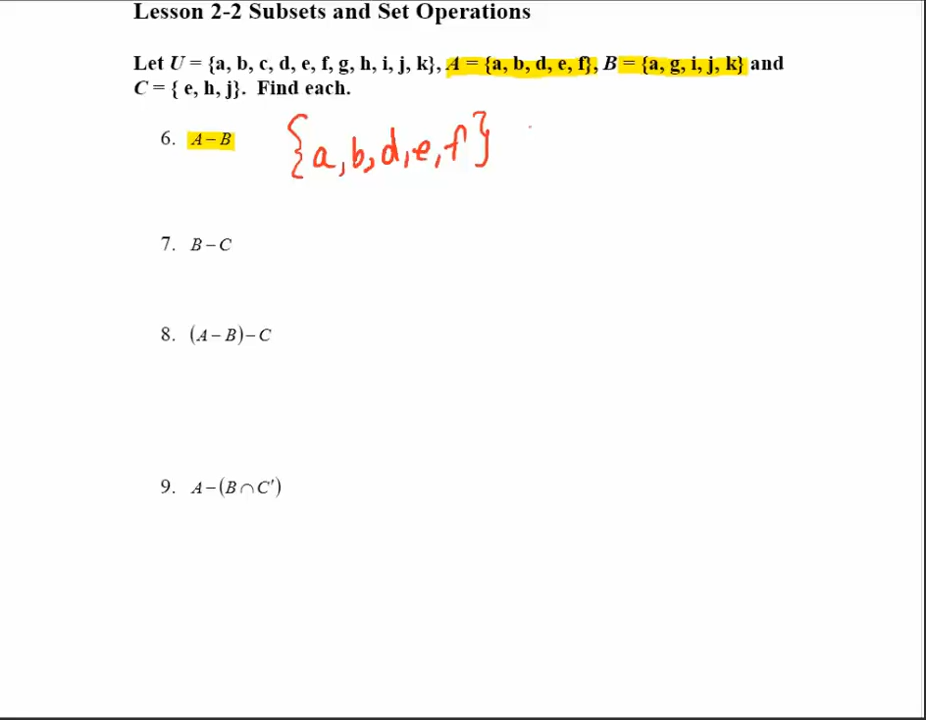 Lesson 2-2 Subsets and Set Operations
Let U = {a, b, c, d, e, f, g, h, i, j, k}, A = {a, b, d, e, f}, B = {a, g, i, j, k} and
C = { e, h, j}. Find each.
6. A – B {a, b, d, e, f}
7. B – C
8. (A – B) – C
9. A – (B ∩ C′)